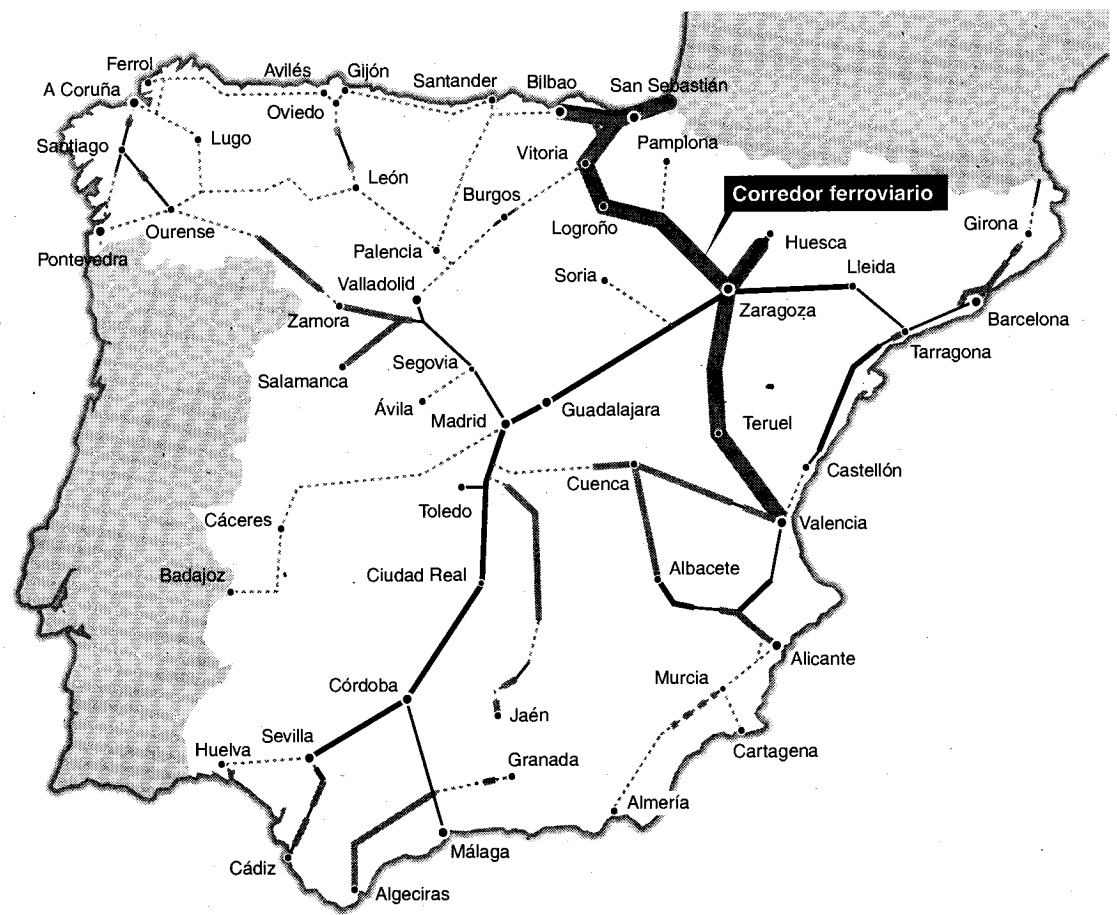 Ferrol
Avilés
Gijón
Santander
Bilbao
San Sebastián
A Coruña
Oviedo
Santiago
Lugo
Vitoria
Pamplona
León
Burgos
Corredor ferroviario
Logroño
Girona
Pontevedra
Ourense
Palencia
Huesca
Valladolid
Soria
Lleida
Zamora
Zaragoza
Barcelona
Tarragona
Segovia
Salamanca
Ávila
Madrid
Guadalajara
Teruel
Castellón
Cuenca
Toledo
Cáceres
Valencia
Badajoz
Ciudad Real
Albacete
Alicante
Murcia
Córdoba
Jaén
Cartagena
Sevilla
Huelva
Granada
Almería
Málaga
Cádiz
Algeciras